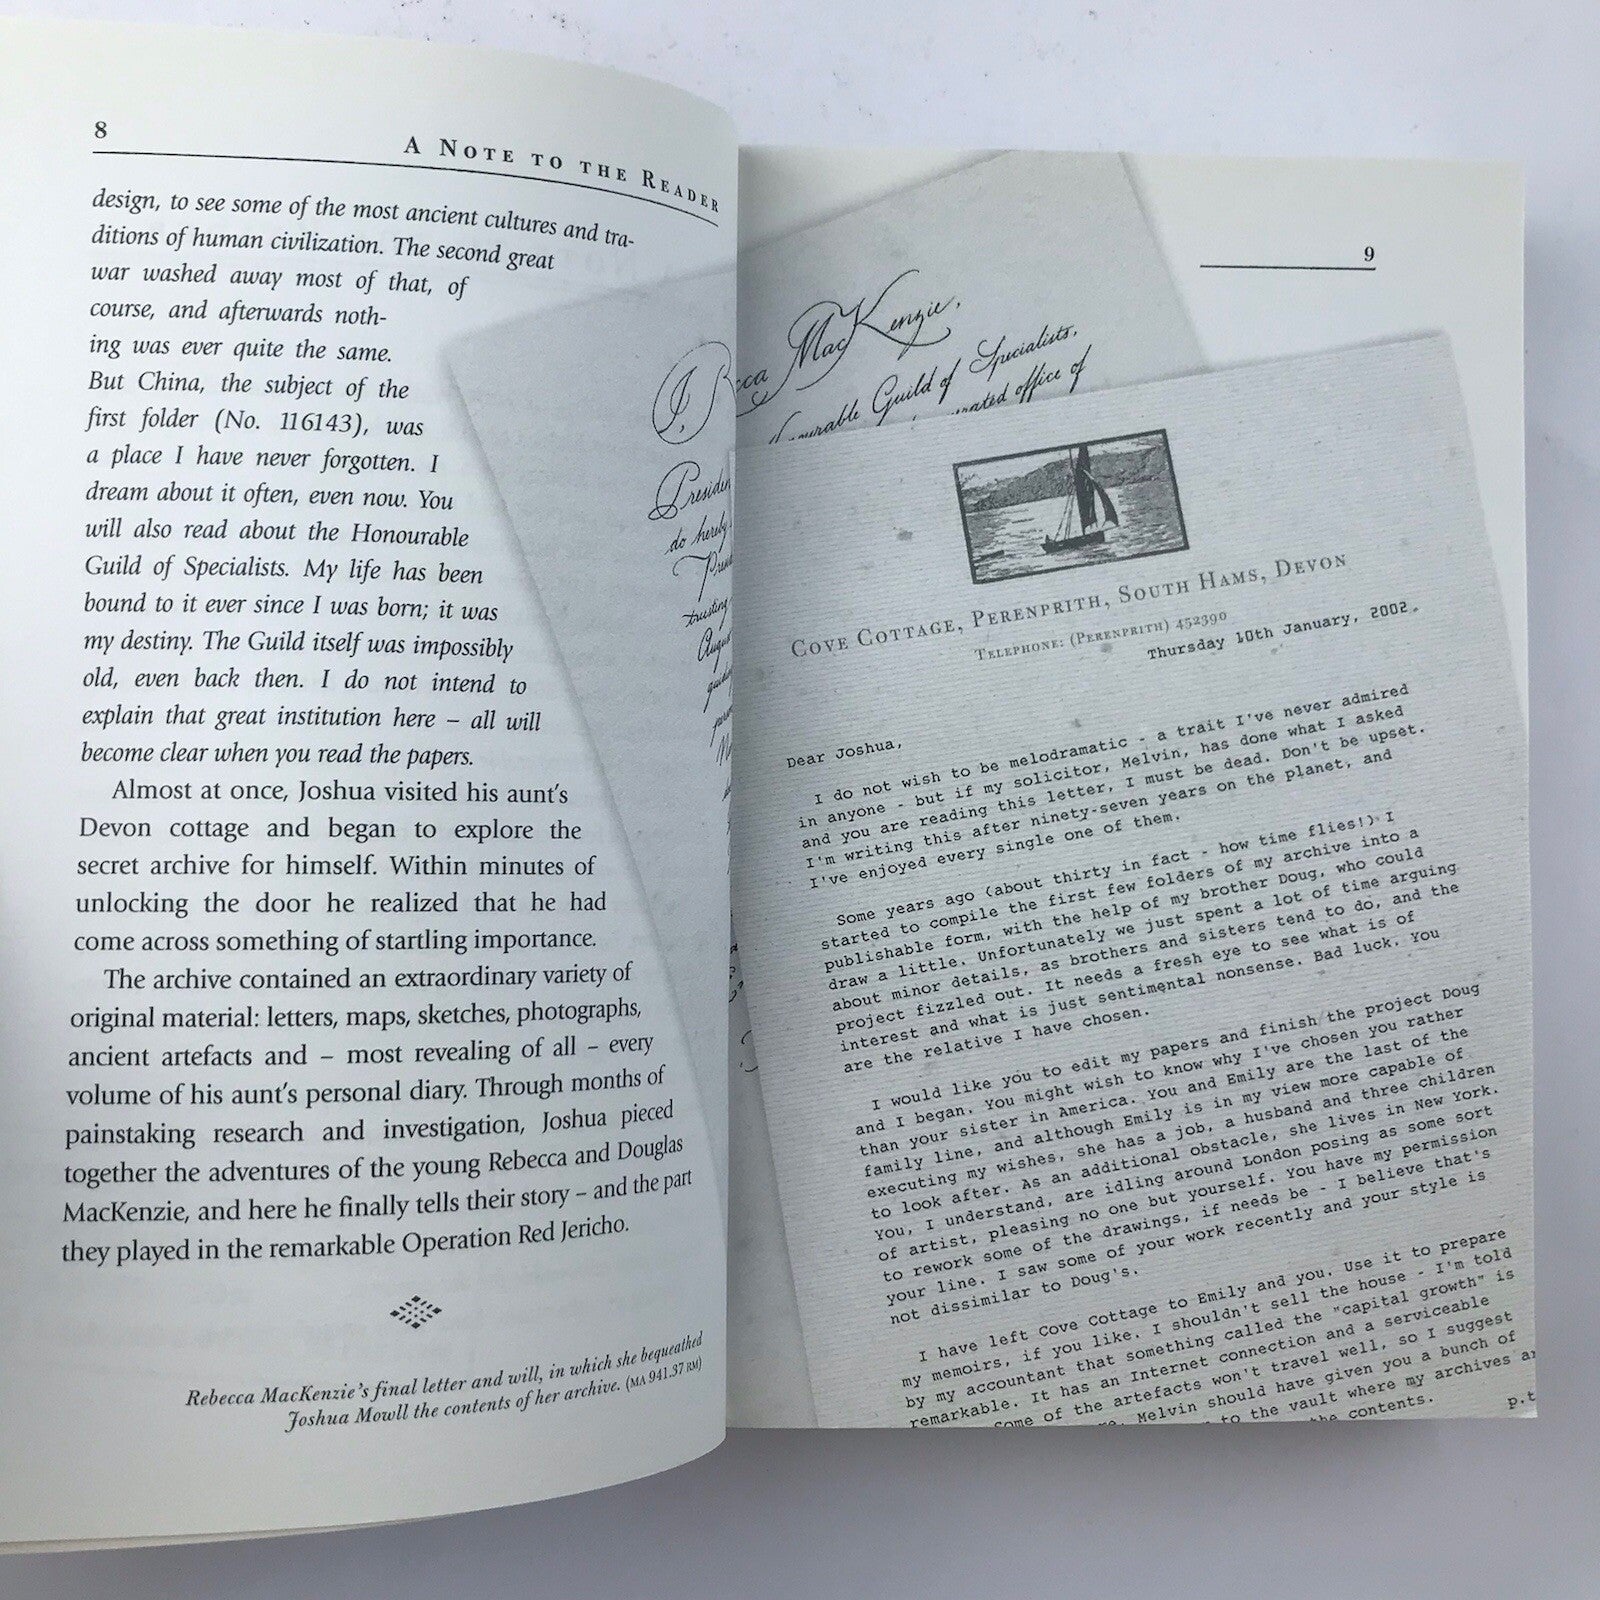 8
A NOTE TO THE READER
design, to see some of the most ancient cultures and tra-
ditions of human civilization. The second great
war washed away most of that, of
course, and afterwards noth-
ing was ever quite the same.
But China, the subject of the
first folder (No. 116143), was
a place I have never forgotten. I
dream about it often, even now. You
will also read about the Honourable
Guild of Specialists. My life has been
bound to it ever since I was born; it was
my destiny. The Guild itself was impossibly
old, even back then. I do not intend to
explain that great institution here – all will
become clear when you read the papers.
Almost at once, Joshua visited his aunt's
Devon cottage and began to explore the
secret archive for himself. Within minutes of
unlocking the door he realized that he had
come across something of startling importance.
The archive contained an extraordinary variety of
original material: letters, maps, sketches, photographs,
ancient artefacts and – most revealing of all – every
volume of his aunt's personal diary. Through months of
painstaking research and investigation, Joshua pieced
together the adventures of the young Rebecca and Douglas
MacKenzie, and here he finally tells their story – and the part
they played in the remarkable Operation Red Jericho.
Rebecca MacKenzie's final letter and will, in which she bequeathed
Joshua Mowll the contents of her archive. (MA 941.37 RM)
I,
do hereby
trusting
9
MacKenzie,
Guild of Specialists,
office of
COVE COTTAGE, PERENPRITH, SOUTH HAMS, DEVON
TELEPHONE: (PERENPRITH) 452390
Thursday 10th January, 2002.
Dear Joshua,
I do not wish to be melodramatic - a trait I've never admired
in anyone - but if my solicitor, Melvin, has done what I asked
and you are reading this letter, I must be dead. Don't be upset.
I'm writing this after ninety-seven years on the planet, and
I've enjoyed every single one of them.
Some years ago (about thirty in fact - how time flies!) I
started to compile the first few folders of my archive into a
publishable form, with the help of my brother Doug, who could
draw a little. Unfortunately we just spent a lot of time arguing
about minor details, as brothers and sisters tend to do, and the
project fizzled out. It needs a fresh eye to see what is of
interest and what is just sentimental nonsense. Bad luck. You
are the relative I have chosen.
I would like you to edit my papers and finish the project Doug
and I began. You might wish to know why I've chosen you rather
than your sister in America. You and Emily are the last of the
family line, and although Emily is in my view more capable of
executing my wishes, she has a job, a husband and three children
to look after. As an additional obstacle, she lives in New York.
You, I understand, are idling around London posing as some sort
of artist, pleasing no one but yourself. You have my permission
to rework some of the drawings, if needs be - I believe that's
your line. I saw some of your work recently and your style is
not dissimilar to Doug's.
I have left Cove Cottage to Emily and you. Use it to prepare
my memoirs, if you like. I shouldn't sell the house - I'm told
by my accountant that something called the "capital growth" is
remarkable. It has an Internet connection and a serviceable
Some of the artefacts won't travel well, so I suggest
Melvin should have given you a bunch of
to the vault where my archives
the contents.